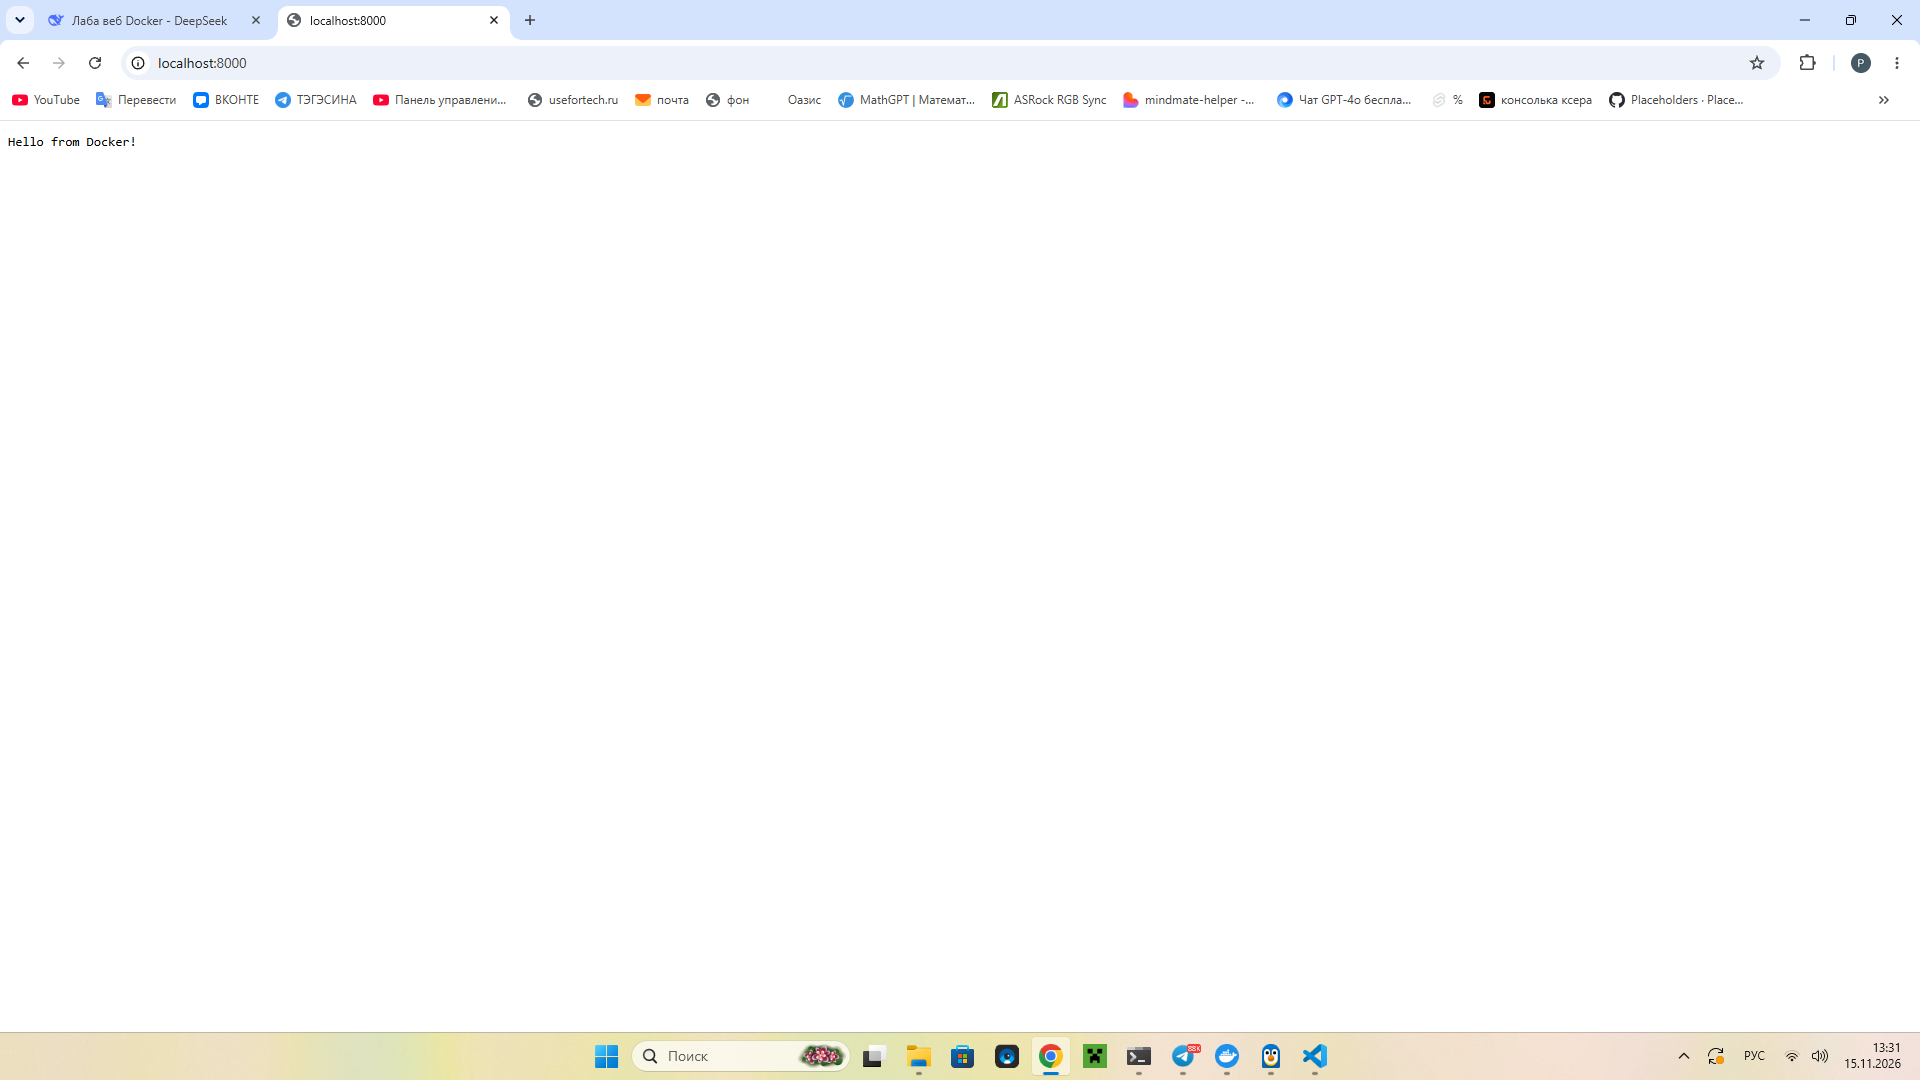 Лаба веб Docker - DeepSeek
localhost:8000
localhost:8000
P
YouTube
Перевести
ВКОНТЕ
ТЭГЭСИНА
Панель управлени...
usefortech.ru
почта
фон
Оазис
MathGPT | Математ...
ASRock RGB Sync
mindmate-helper -...
Чат GPT-4o беспла...
%
консолька ксера
Placeholders · Place...
Hello from Docker!
Поиск
88K
РУС
13:31
15.11.2026